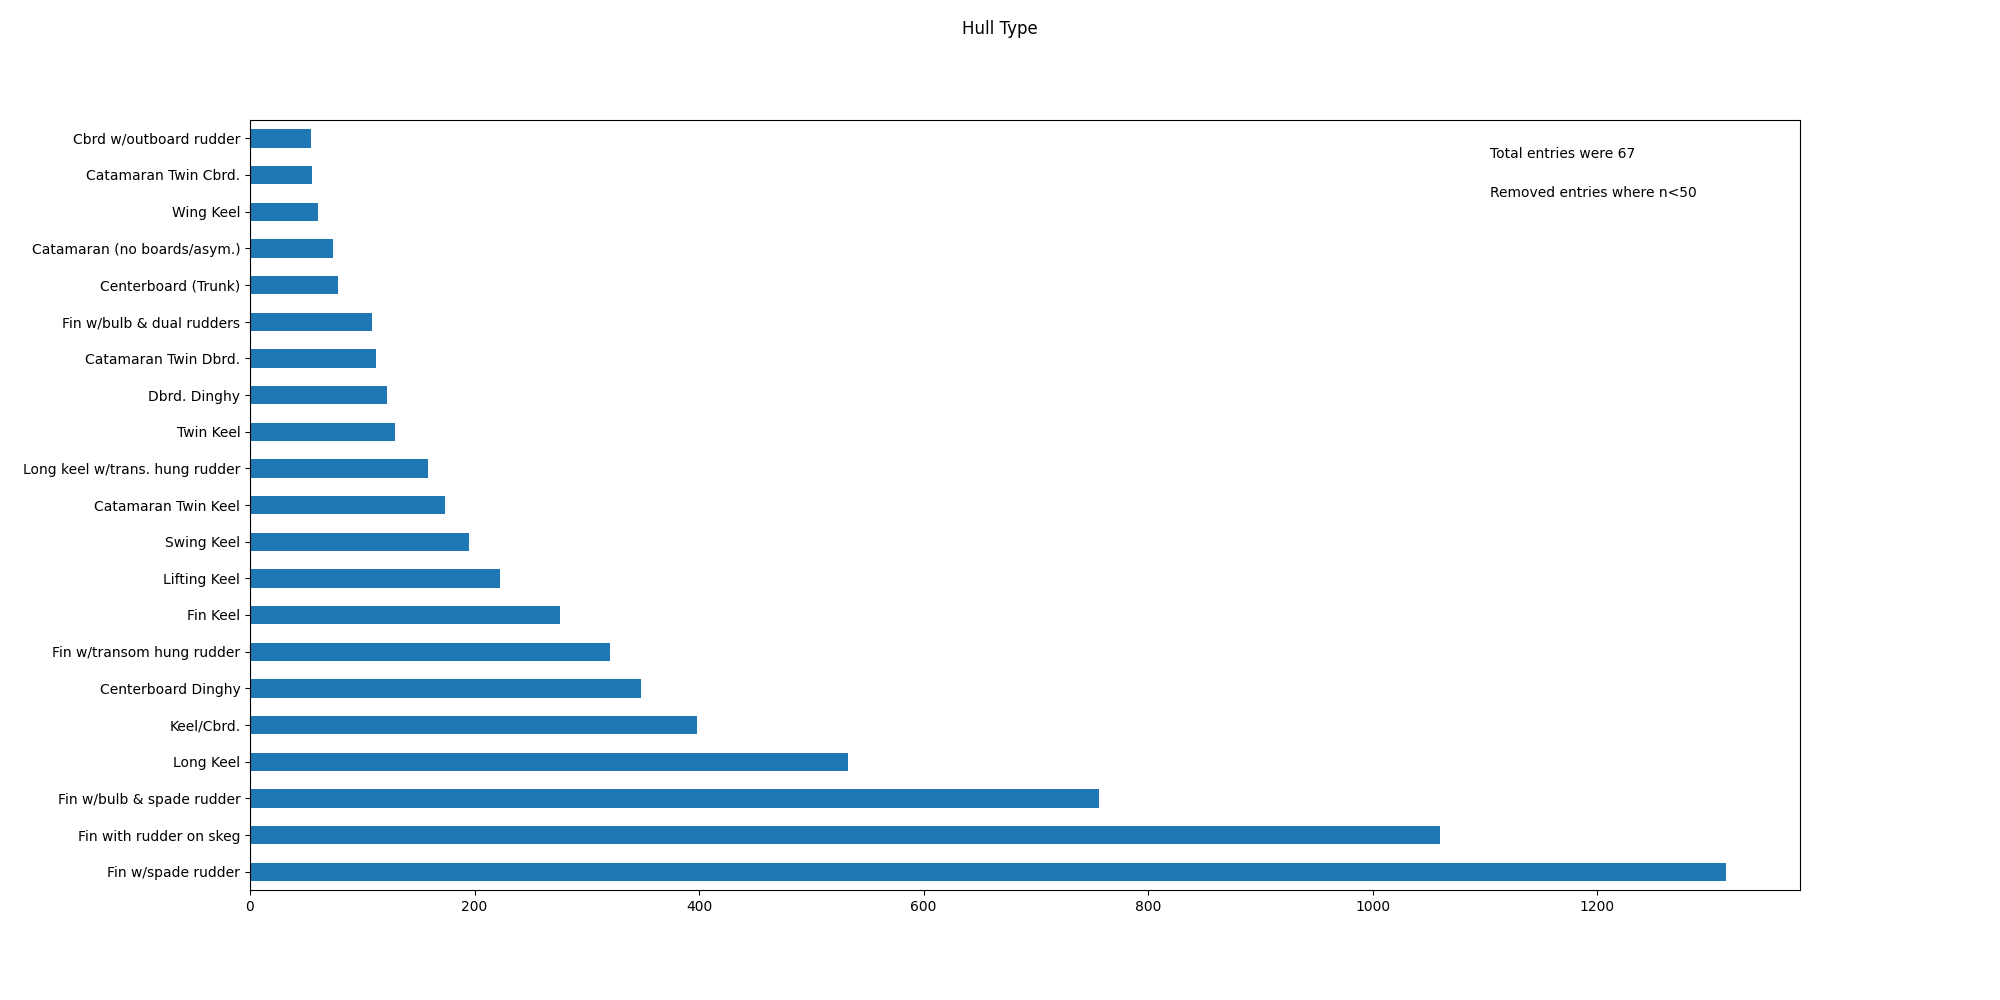 Hull Type
Cbrd w/outboard rudder
Catamaran Twin Cbrd.
Wing Keel
Catamaran (no boards/asym.)
Centerboard (Trunk)
Fin w/bulb & dual rudders
Catamaran Twin Dbrd.
Dbrd. Dinghy
Twin Keel
Long keel w/trans. hung rudder
Catamaran Twin Keel
Swing Keel
Lifting Keel
Fin Keel
Fin w/transom hung rudder
Centerboard Dinghy
Keel/Cbrd.
Long Keel
Fin w/bulb & spade rudder
Fin with rudder on skeg
Fin w/spade rudder
Total entries were 67
Removed entries where n<50
0 200 400 600 800 1000 1200